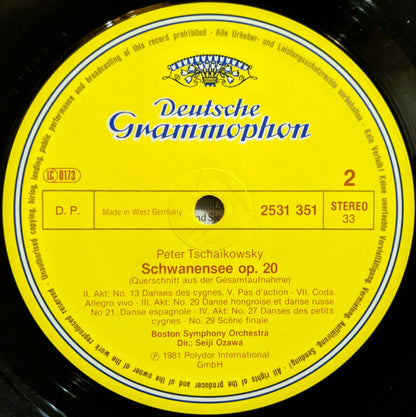 Unauthorised copying, hiring, lending, public performance and broadcasting of this record prohibited · Alle Urheber- und Leistungsschutzrechte vorbehalten · Kein Verleih! Keine unerlaubte Vervielfältigung, Vermietung, Aufführung, Sendung! · All rights of the producer and of the owner of the work reproduced reserved ·
Deutsche
Grammophon
LC 0173
2
D. P.
Made in West Germany
2531 351
STEREO
33
Peter Tschaikowsky
Schwanensee op. 20
(Querschnitt aus der Gesamtaufnahme)
II. Akt: No. 13 Danses des cygnes. V. Pas d'action - VII. Coda.
Allegro vivo - III. Akt: No. 20 Danse hongroise et danse russe
No 21. Danse espagnole - IV. Akt: No. 27 Danses des petits
cygnes - No. 29 Scène finale
Boston Symphony Orchestra
Dir.: Seiji Ozawa
Ⓟ 1981 Polydor International
GmbH